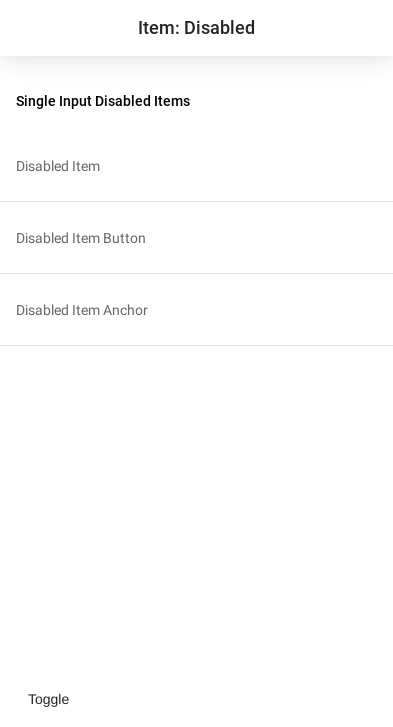 Item: Disabled
Single Input Disabled Items
Disabled Item
Disabled Item Button
Disabled Item Anchor
Toggle